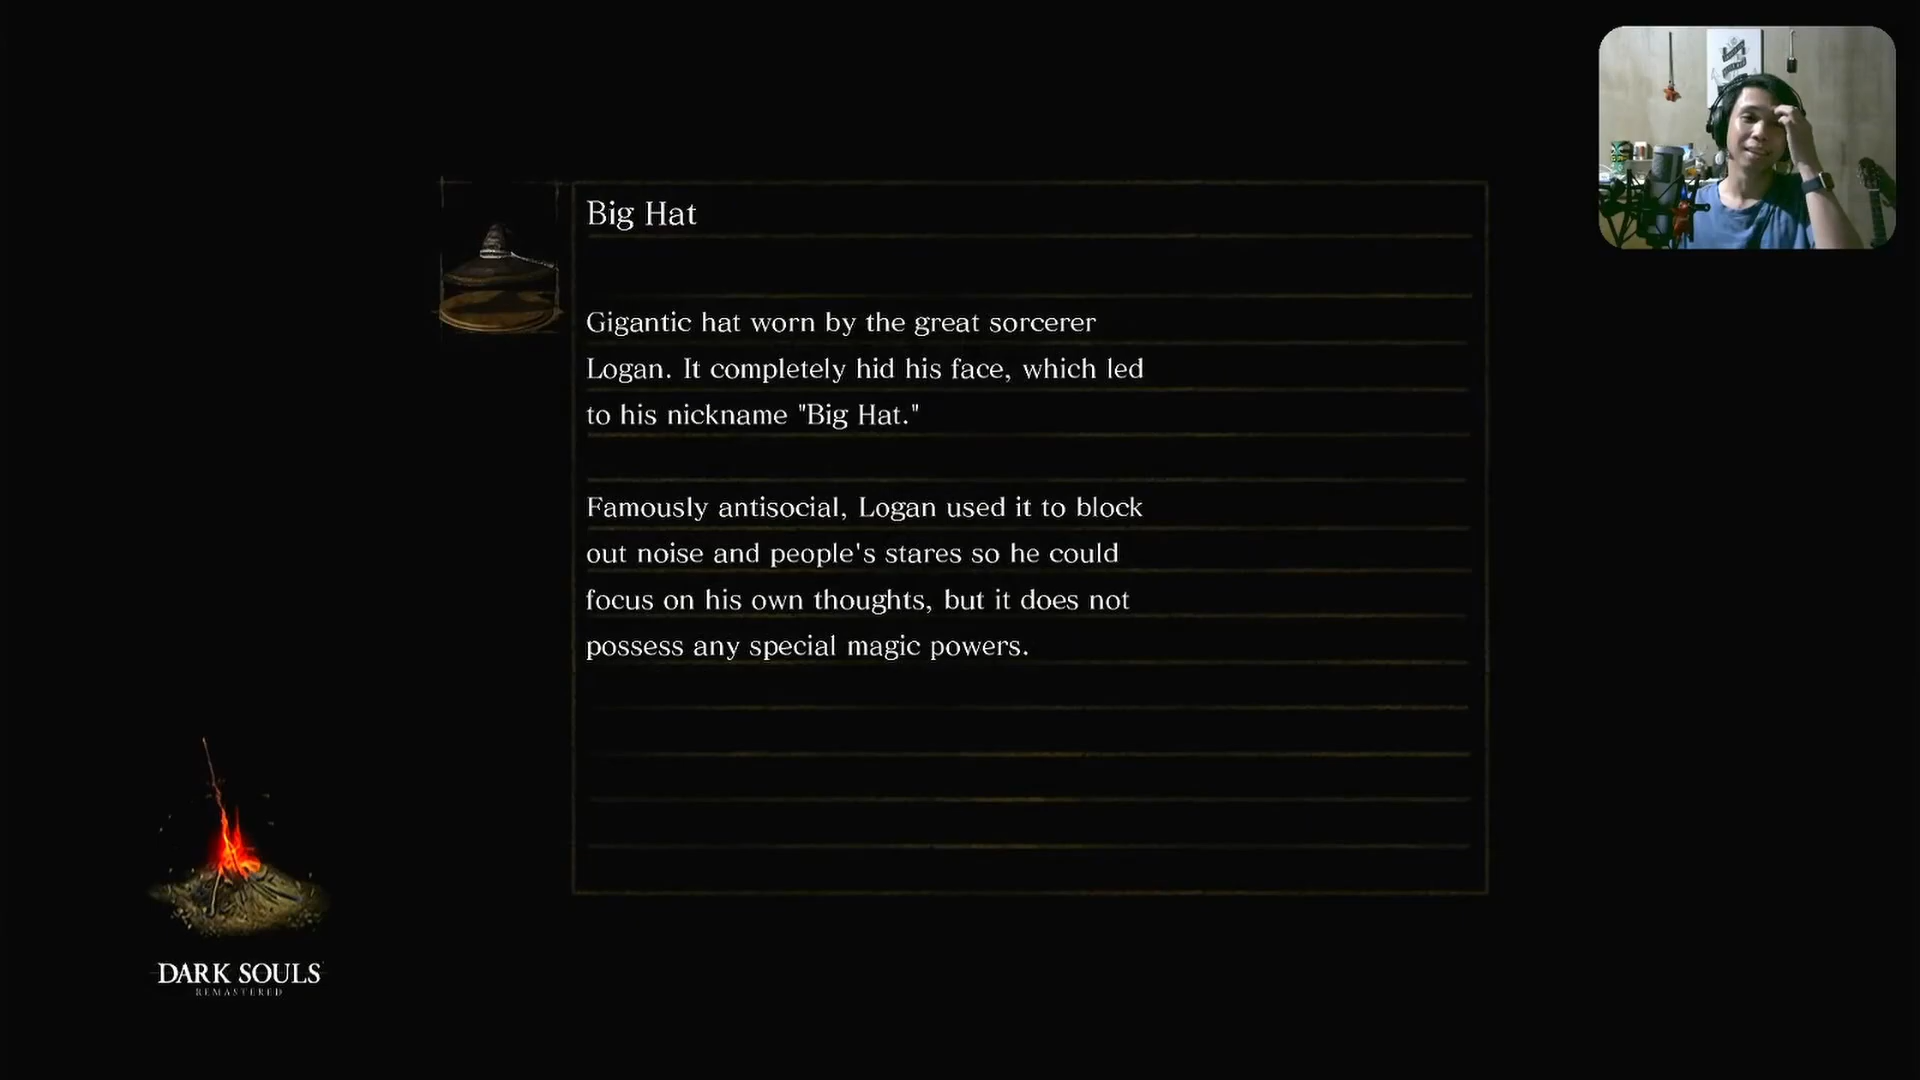 Big Hat
Gigantic hat worn by the great sorcerer
Logan. It completely hid his face, which led
to his nickname "Big Hat."
Famously antisocial, Logan used it to block
out noise and people's stares so he could
focus on his own thoughts, but it does not
possess any special magic powers.
DARK SOULS
REMASTERED